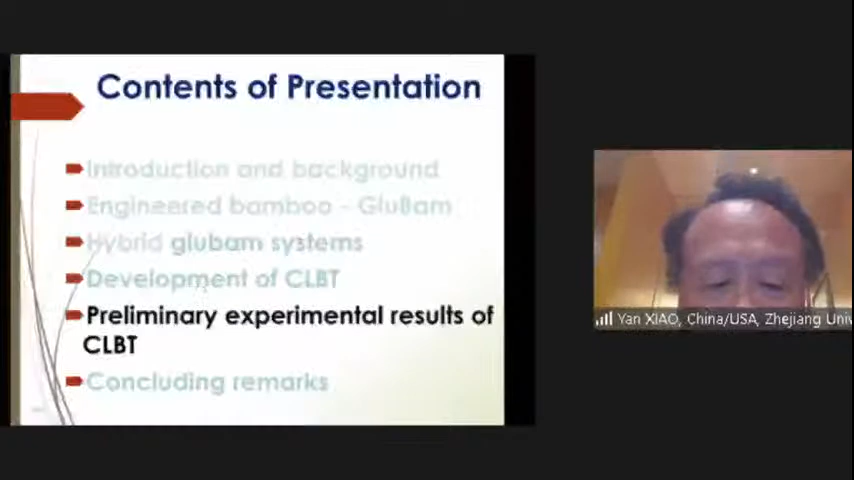 Contents of Presentation
Introduction and background
Engineered bamboo - GluBam
Hybrid glubam systems
Development of CLBT
Preliminary experimental results of
CLBT
Concluding remarks
Yan XIAO, China/USA, Zhejiang Univ